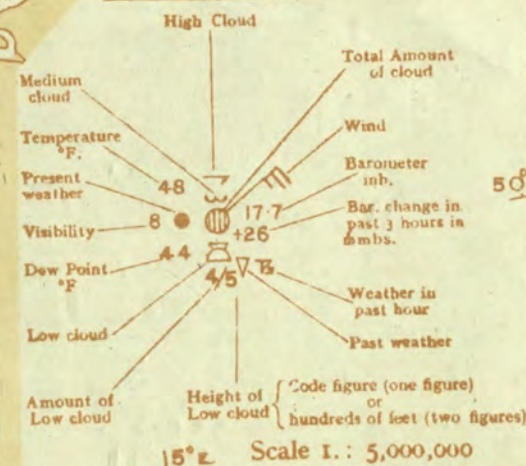 High Cloud
Total Amount
of cloud
Medium
cloud
Wind
Temperature
°F.
48
Barometer
mb.
Present
weather
50°
17.7
8
+26
Bar. change in
past 3 hours in
mbs.
Visibility
44
Dew Point
°F
4/5
Weather in
past hour
Low cloud
Past weather
Amount of
Low cloud
Height of
Low cloud
Code figure (one figure)
or
hundreds of feet (two figures)
15° E
Scale 1.: 5,000,000